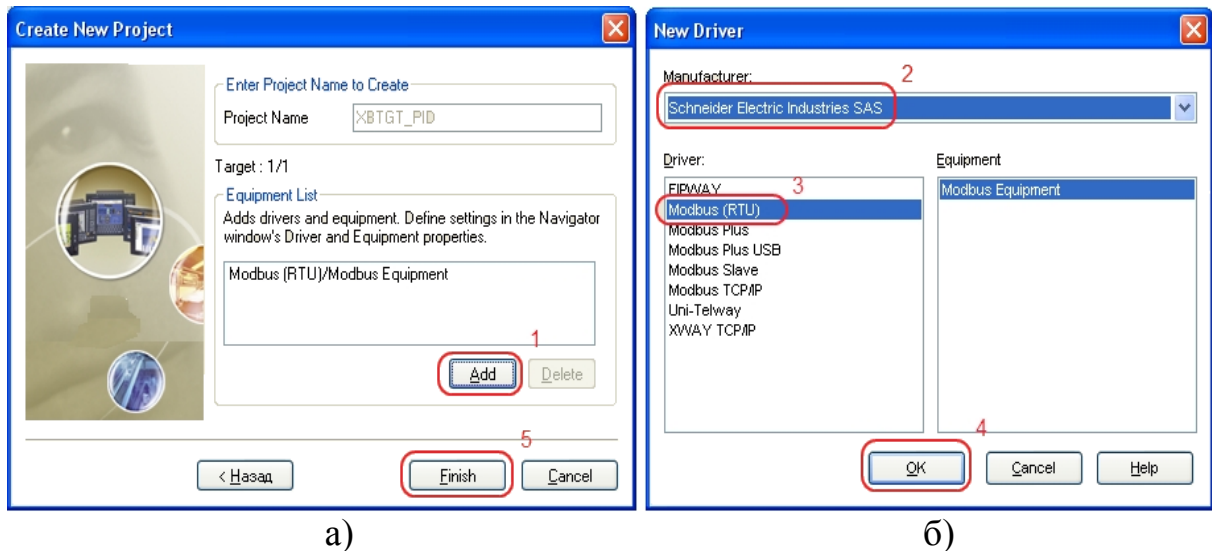 Create New Project
Enter Project Name to Create
Project Name XBTGT_PID
Target : 1/1
Equipment List
Adds drivers and equipment. Define settings in the Navigator
window's Driver and Equipment properties.
Modbus (RTU)/Modbus Equipment
1
Add Delete
5
< Назад Finish Cancel
а)
New Driver
Manufacturer:
2
Schneider Electric Industries SAS
Driver: Equipment
FIPWAY
3
Modbus Equipment
Modbus (RTU)
Modbus Plus
Modbus Plus USB
Modbus Slave
Modbus TCP/IP
Uni-Telway
XWAY TCP/IP
4
OK Cancel Help
б)